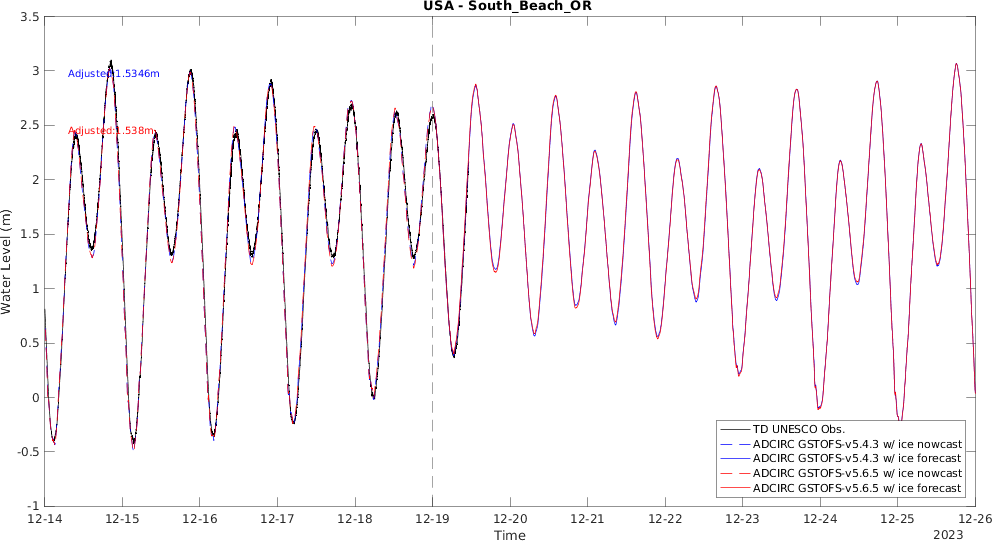 USA - South_Beach_OR
3.5
3
2.5
2
1.5
1
0.5
0
-0.5
-1
Water Level (m)
Adjusted:1.5346m
Adjusted:1.538m
TD UNESCO Obs.
ADCIRC GSTOFS-v5.4.3 w/ ice nowcast
ADCIRC GSTOFS-v5.4.3 w/ ice forecast
ADCIRC GSTOFS-v5.6.5 w/ ice nowcast
ADCIRC GSTOFS-v5.6.5 w/ ice forecast
12-14 12-15 12-16 12-17 12-18 12-19 12-20 12-21 12-22 12-23 12-24 12-25 12-26
Time
2023